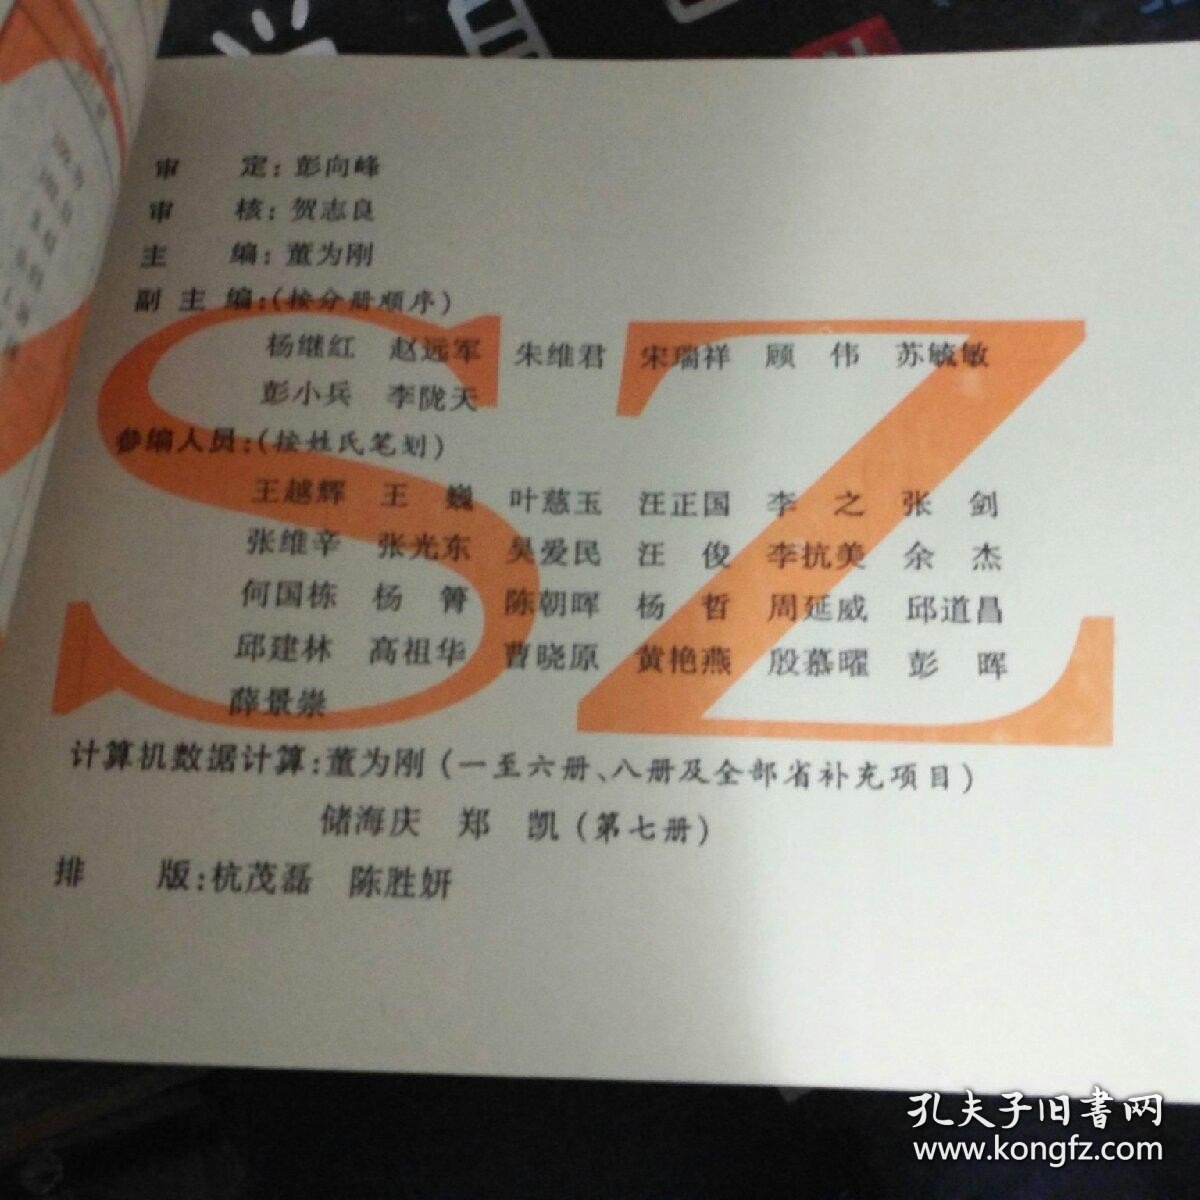 审　定：彭向峰
审　核：贺志良
主　编：董为刚
副主编：(按分册顺序)
杨继红　赵远军　朱维君　宋瑞祥　顾　伟　苏毓敏
彭小兵　李陇天
参编人员：(按姓氏笔划)
王越辉　王　巍　叶慈玉　汪正国　李　之　张　剑
张维辛　张光东　吴爱民　汪　俊　李抗美　余　杰
何国栋　杨　箐　陈朝晖　杨　哲　周延威　邱道昌
邱建林　高祖华　曹晓原　黄艳燕　殷慕曜　彭　晖
薛景崇
计算机数据计算：董为刚(一至六册、八册及全部省补充项目)
储海庆　郑　凯(第七册)
排　版：杭茂磊　陈胜妍
SZ
孔夫子旧書网
www.kongfz.com